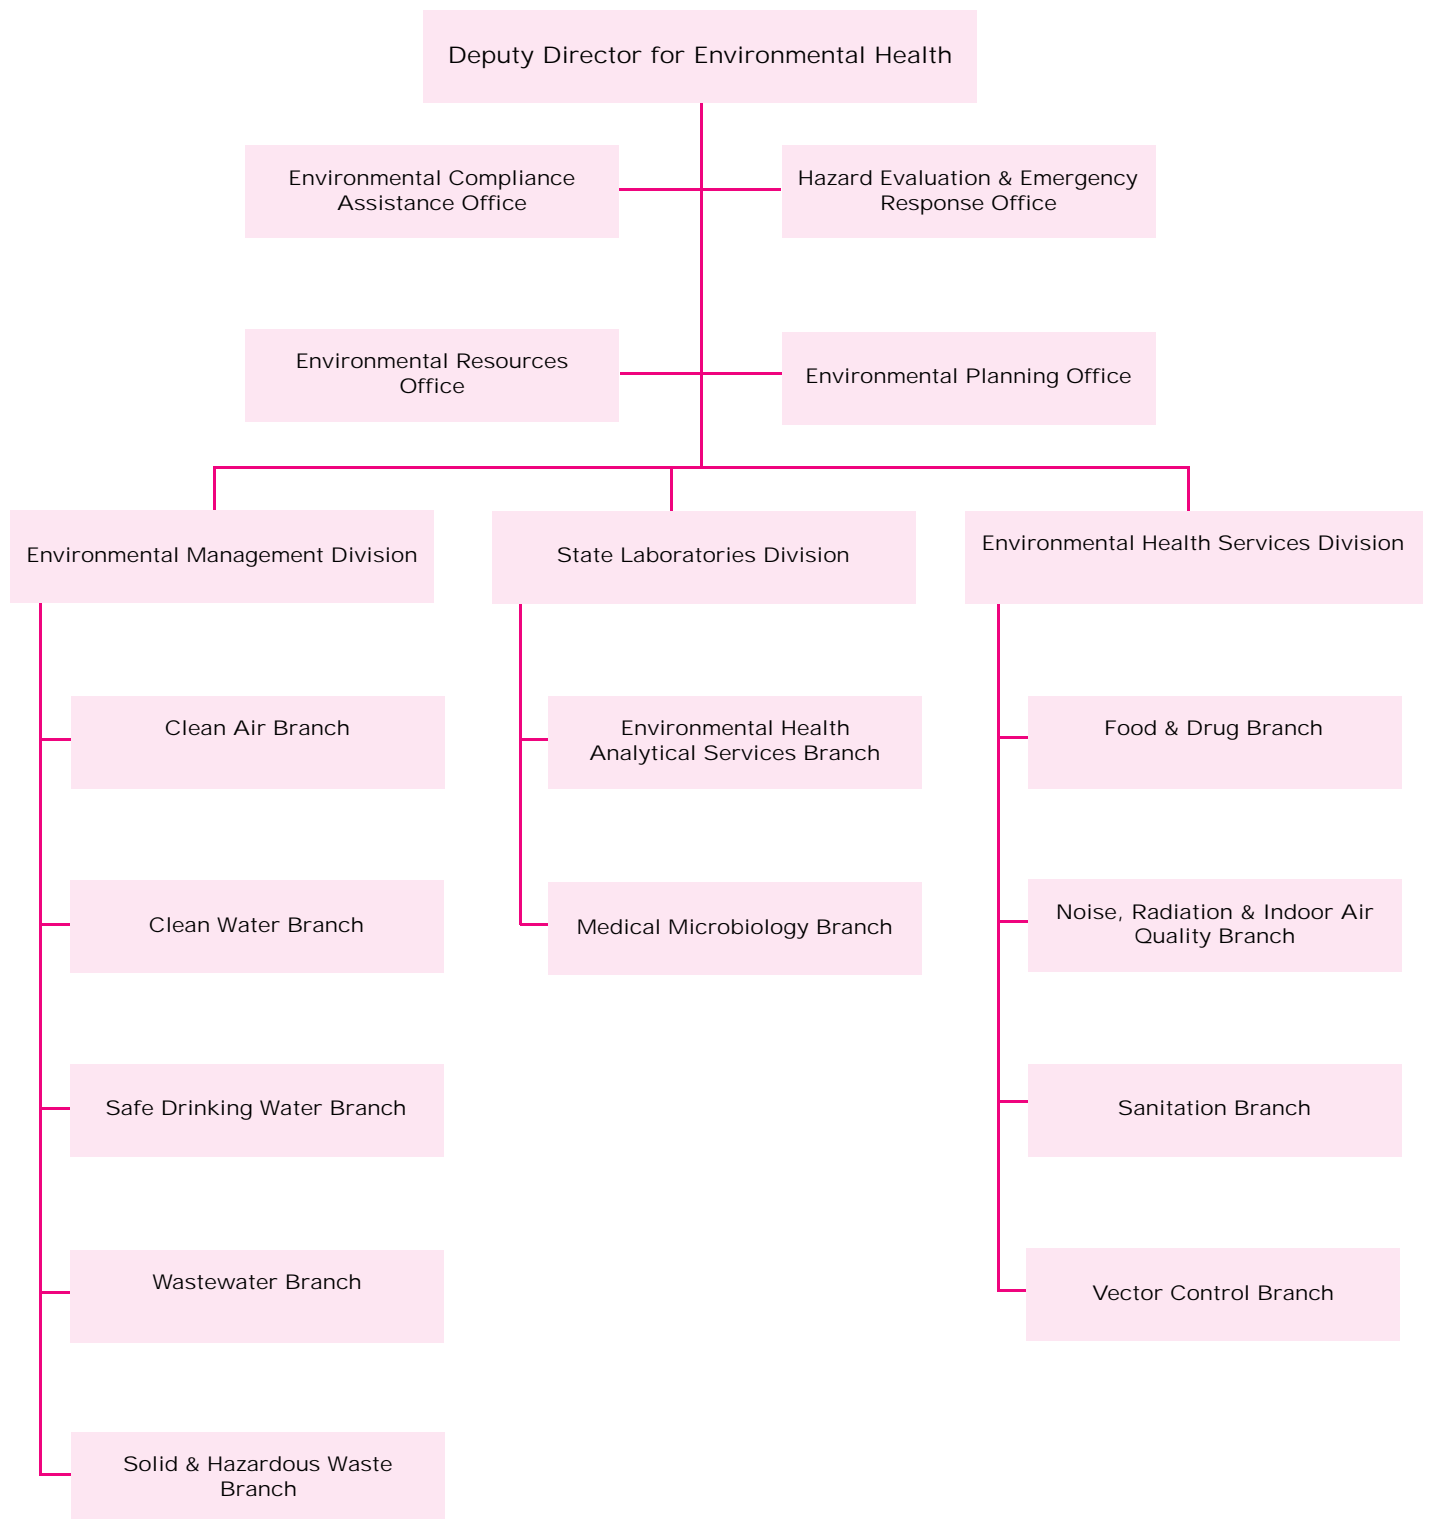 Deputy Director for Environmental Health
Environmental Compliance
Assistance Office
Hazard Evaluation & Emergency
Response Office
Environmental Resources
Office
Environmental Planning Office
Environmental Management Division
State Laboratories Division
Environmental Health Services Division
Clean Air Branch
Environmental Health
Analytical Services Branch
Food & Drug Branch
Clean Water Branch
Medical Microbiology Branch
Noise, Radiation & Indoor Air
Quality Branch
Safe Drinking Water Branch
Sanitation Branch
Wastewater Branch
Vector Control Branch
Solid & Hazardous Waste
Branch